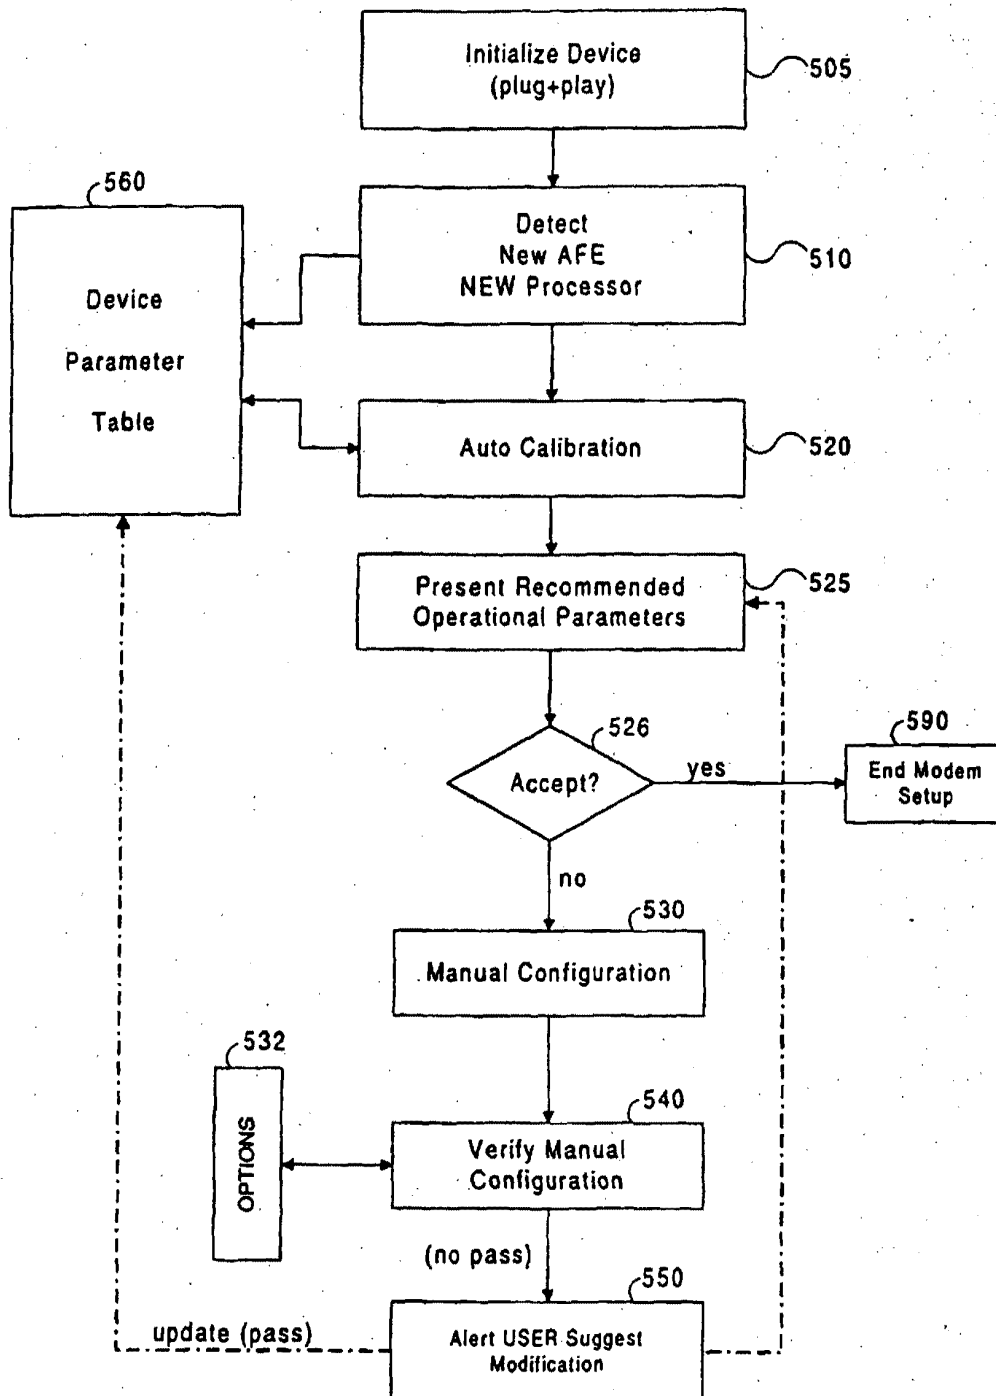 Initialize Device
(plug+play)
505
560
Detect
New AFE
NEW Processor
510
Device
Parameter
Table
Auto Calibration
520
Present Recommended
Operational Parameters
525
526
Accept?
yes
590
End Modem
Setup
no
530
Manual Configuration
532
OPTIONS
540
Verify Manual
Configuration
(no pass)
550
update (pass)
Alert USER Suggest
Modification